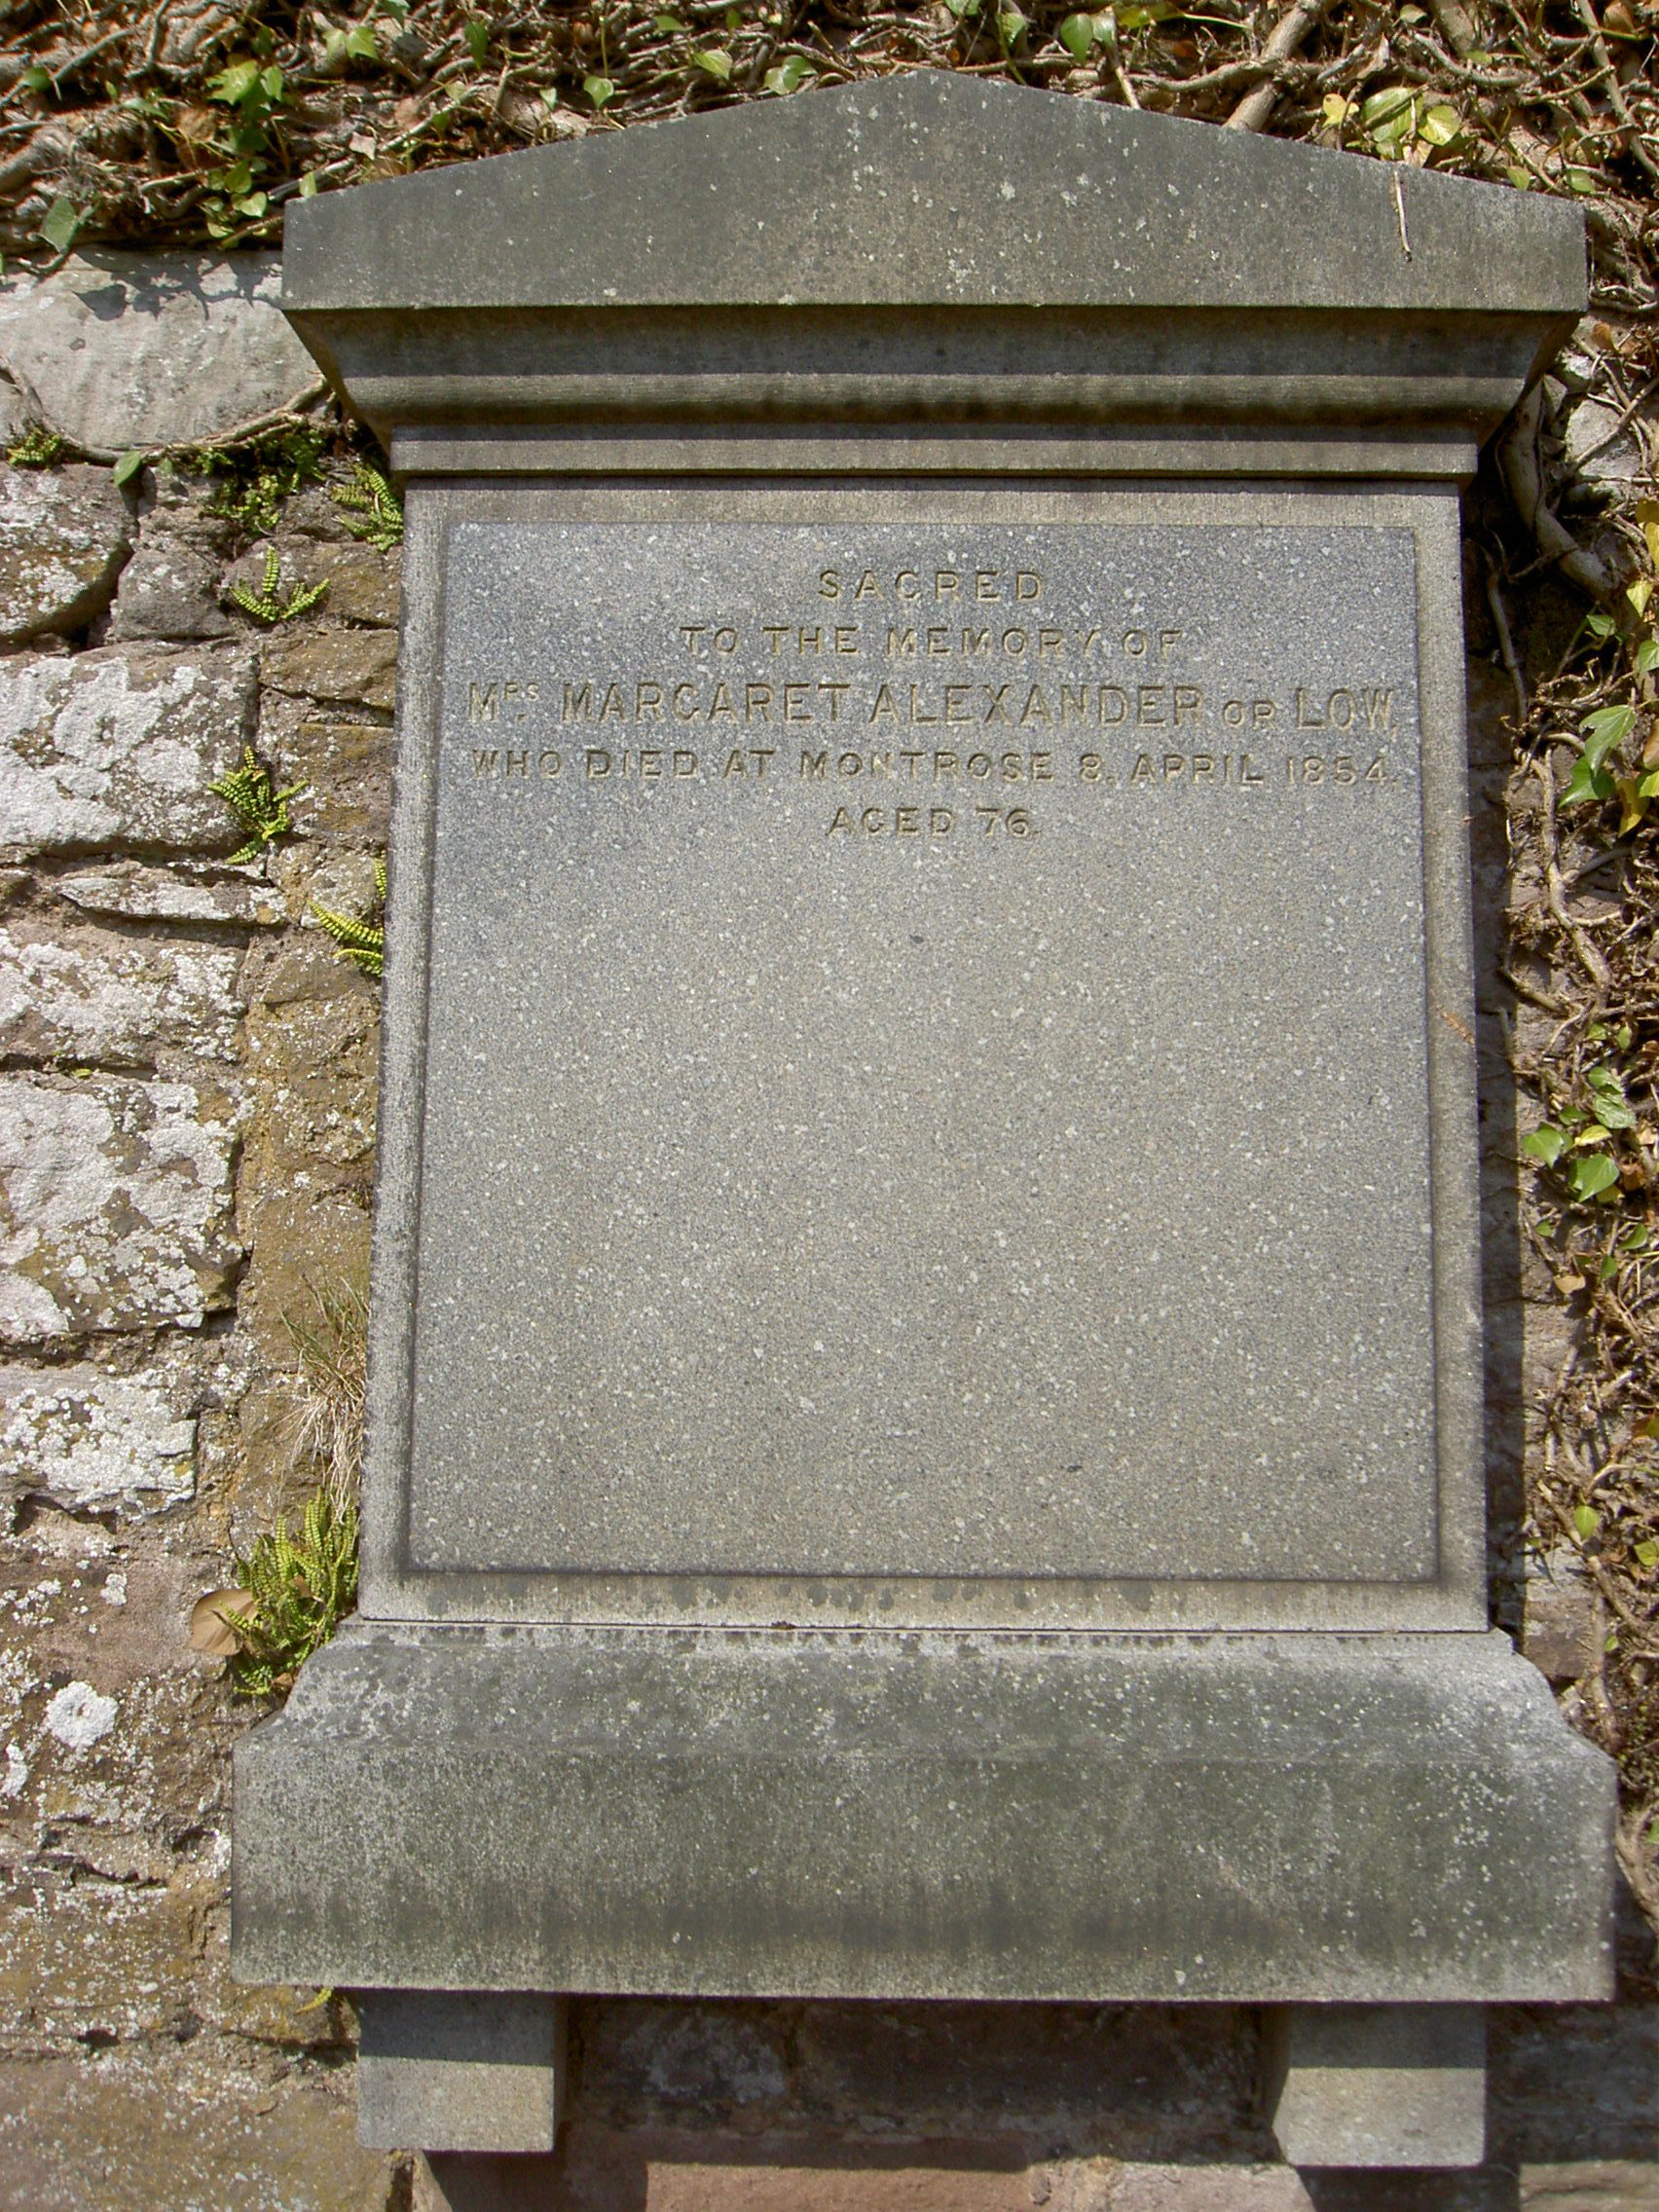 SACRED
TO THE MEMORY OF
MRS MARGARET ALEXANDER OR LOW,
WHO DIED AT MONTROSE 8. APRIL 1854.
AGED 76.